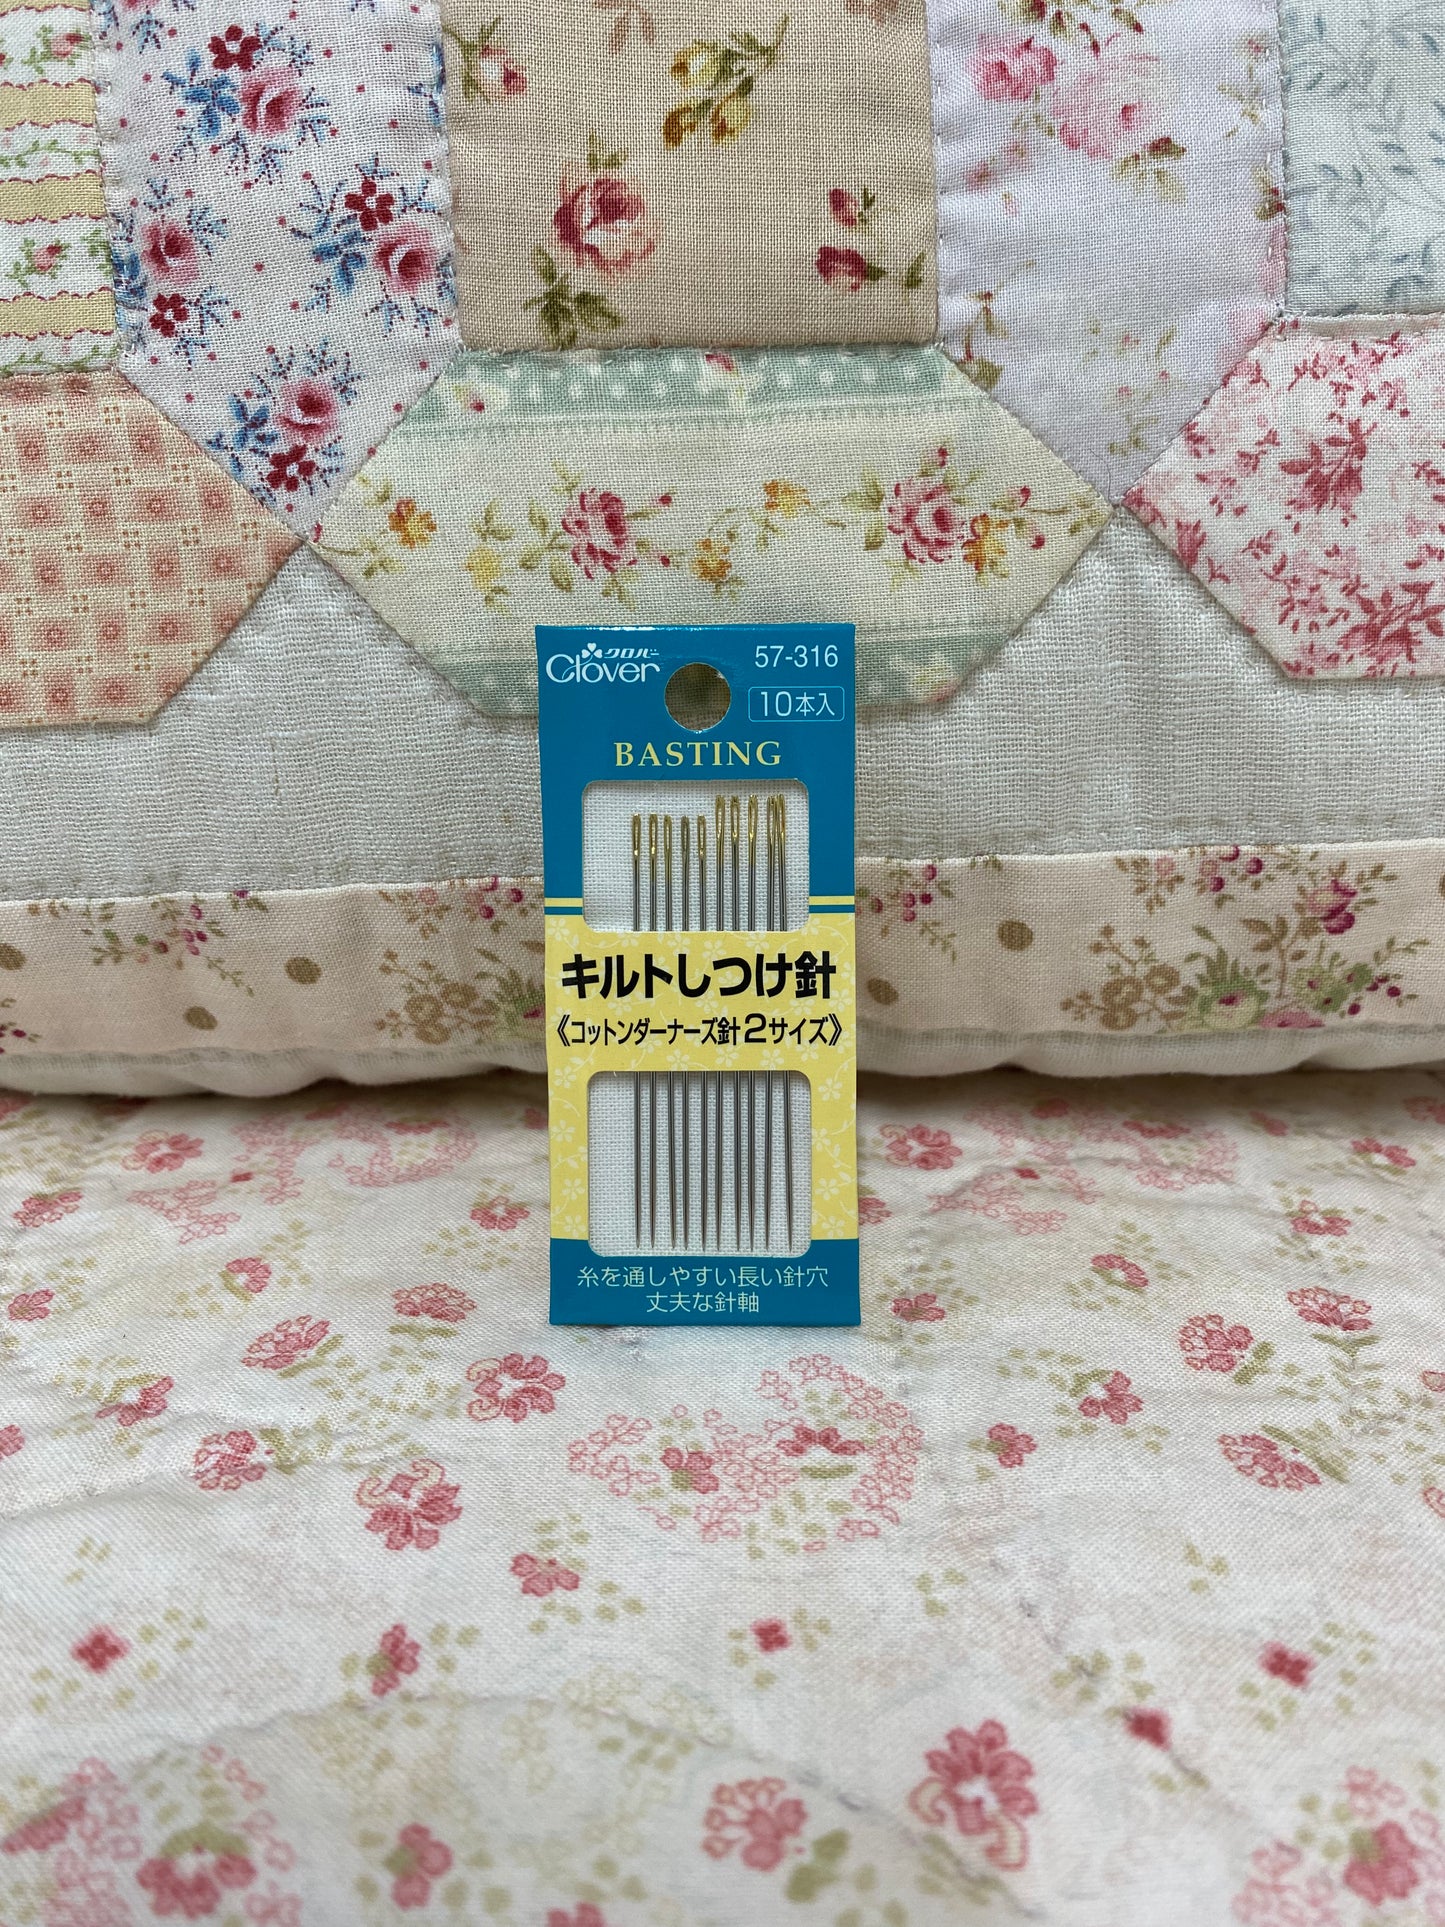 クロバー
Clover
57-316
10本入
BASTING
キルトしつけ針
《コットンダーナーズ針2サイズ》
糸を通しやすい長い針穴
丈夫な針軸